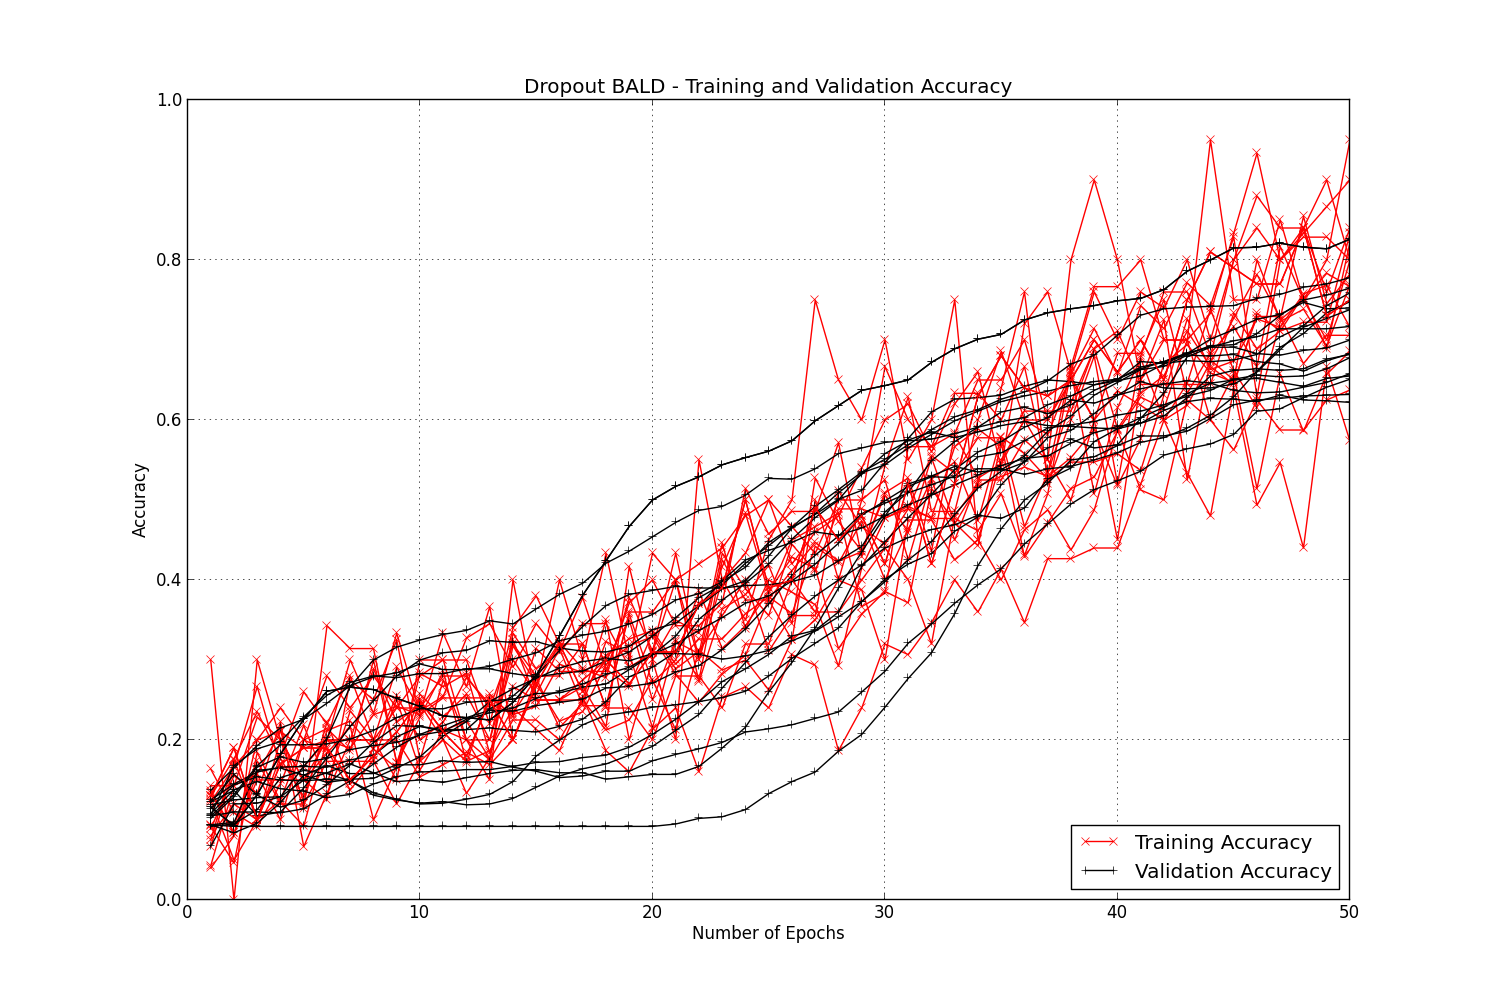 Dropout BALD - Training and Validation Accuracy
1.0
0.8
0.6
0.4
0.2
0.0
Accuracy
0
10
20
30
40
50
Number of Epochs
Training Accuracy
Validation Accuracy